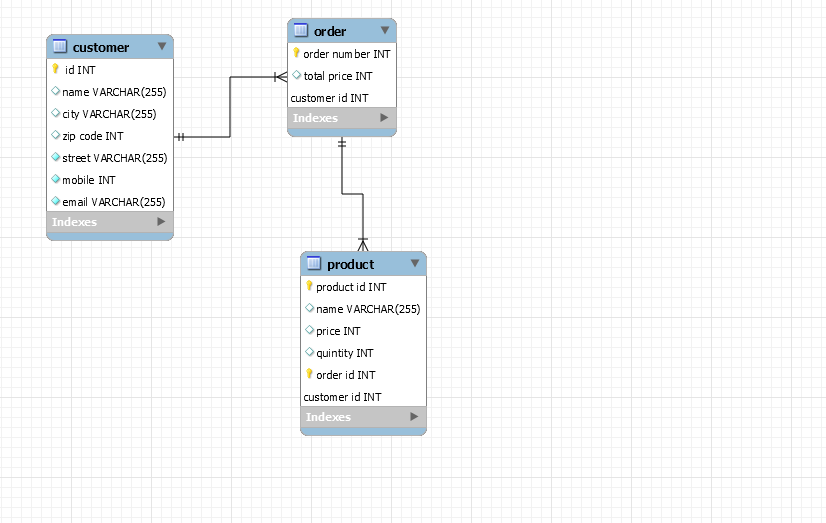 customer
id INT
name VARCHAR(255)
city VARCHAR(255)
zip code INT
street VARCHAR(255)
mobile INT
email VARCHAR(255)
Indexes
order
order number INT
total price INT
customer id INT
Indexes
product
product id INT
name VARCHAR(255)
price INT
quintity INT
order id INT
customer id INT
Indexes